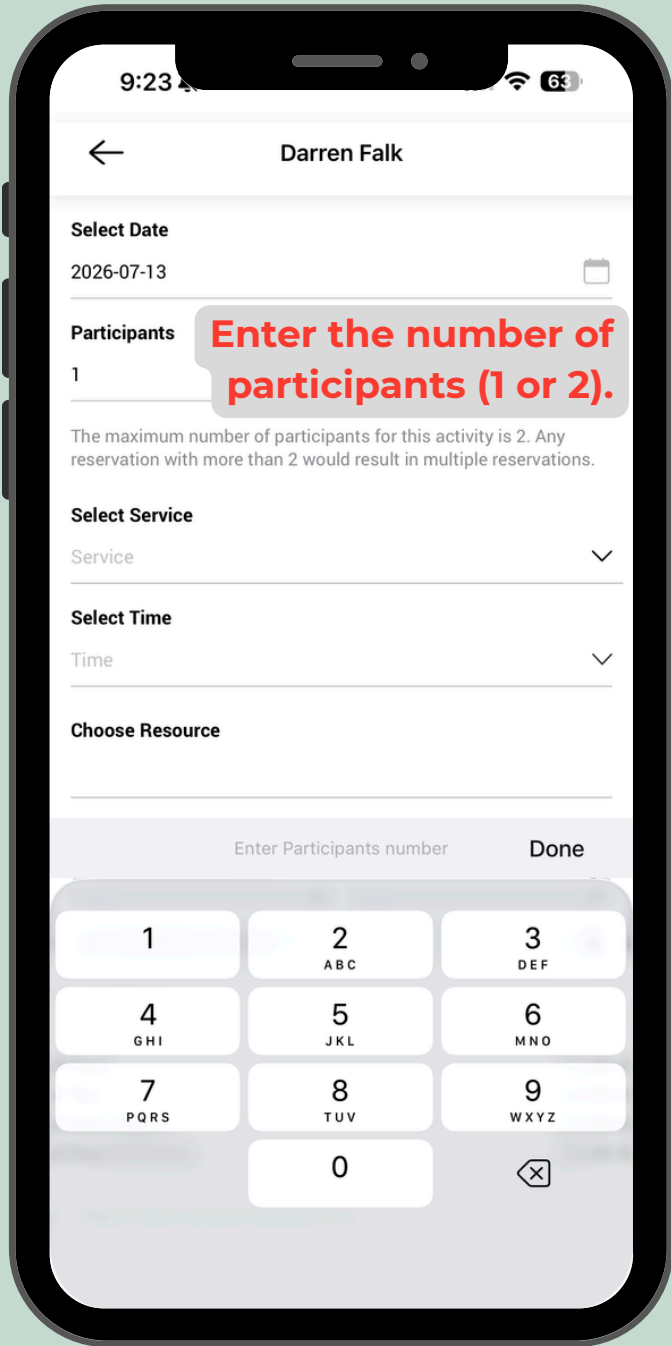 9:23
63
Darren Falk
Select Date
2026-07-13
Participants
Enter the number of
participants (1 or 2).
1
The maximum number of participants for this activity is 2. Any
reservation with more than 2 would result in multiple reservations.
Select Service
Service
Select Time
Time
Choose Resource
Enter Participants number
Done
1
2
ABC
3
DEF
4
GHI
5
JKL
6
MNO
7
PQRS
8
TUV
9
WXYZ
0